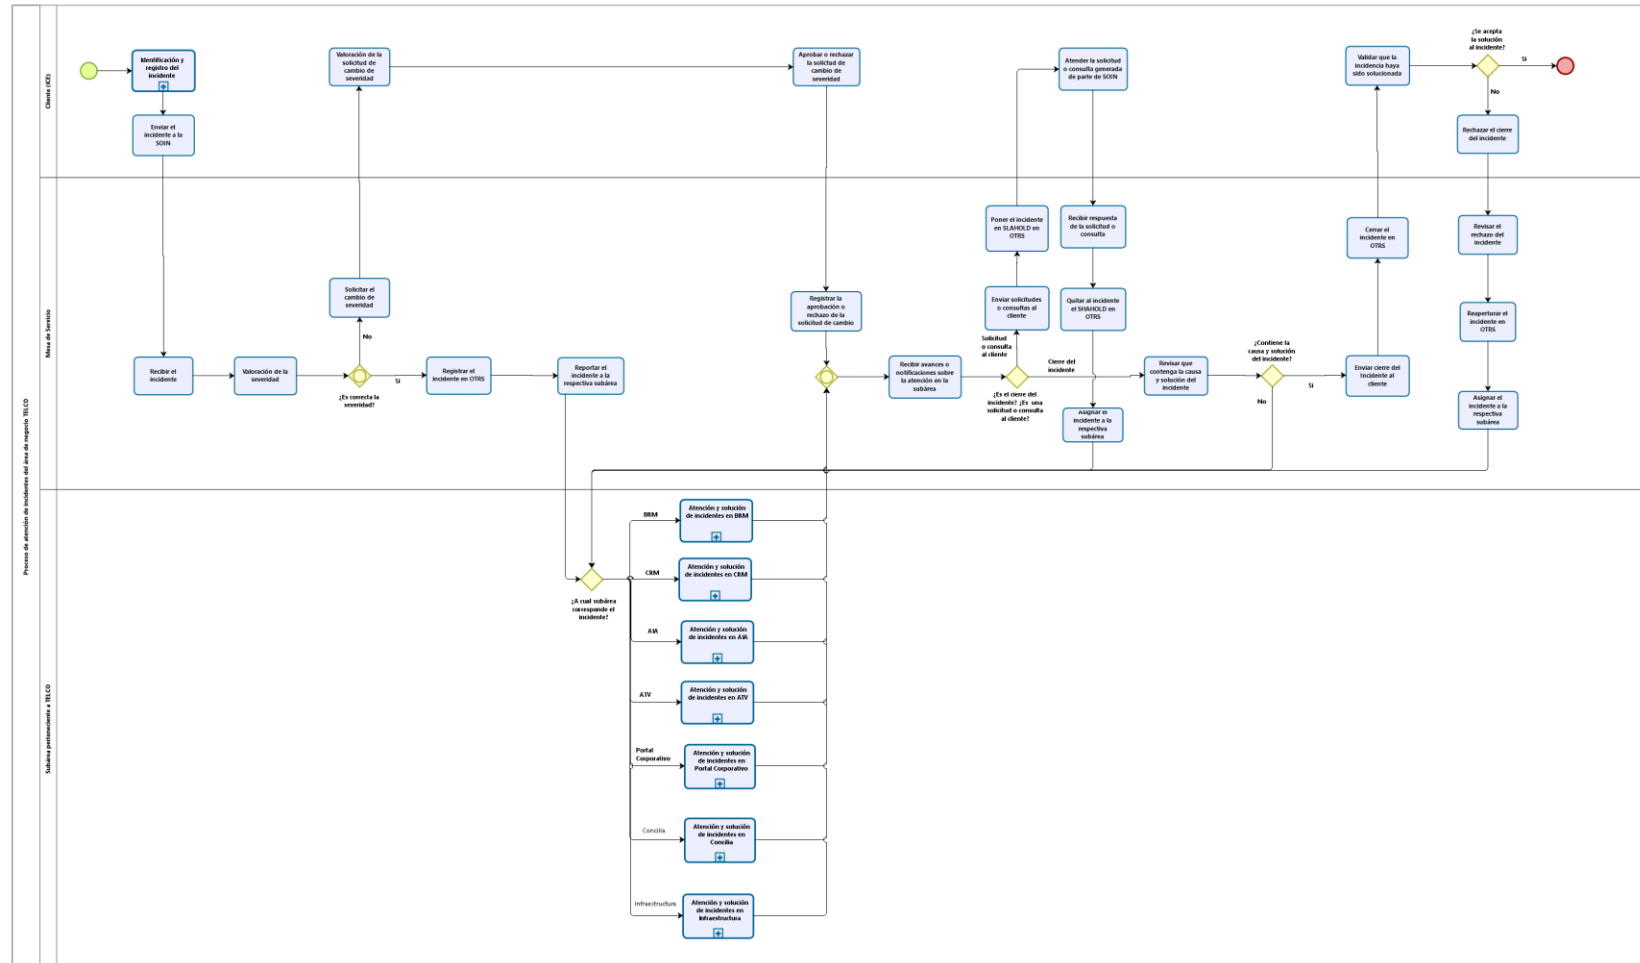 Proceso de atención de incidentes del área de negocio TELCO
Cliente (ICE)
Identificación y
registro del
incidente
Enviar el
incidente a la
SOIN
Valoración de la
solicitud de
cambio de
severidad
Aprobar o rechazar
la solicitud de
cambio de
severidad
Atender la solicitud
o consulta generada
de parte de SOIN
Validar que la
incidencia haya
sido solucionada
¿Se acepta
la solución
al incidente?
Si
No
Rechazar el cierre
del incidente
Mesa de Servicio
Recibir el
incidente
Valoración de la
severidad
Solicitar el
cambio de
severidad
No
Si
¿Es correcta la
severidad?
Registrar el
incidente en OTRS
Reportar el
incidente a la
respectiva subárea
Registrar la
aprobación o
rechazo de la
solicitud de cambio
Recibir avances o
notificaciones sobre
la atención en la
subárea
Poner el incidente
en SLAHOLD en
OTRS
Enviar solicitudes
o consultas al
cliente
Solicitud
o consulta
al cliente
Cierre del
incidente
¿Es el cierre del
incidente? ¿Es una
solicitud o consulta
al cliente?
Recibir respuesta
de la solicitud o
consulta
Quitar al incidente
el SHAHOLD en
OTRS
Asignar el
incidente a la
respectiva
subárea
Revisar que
contenga la causa
y solución del
incidente
¿Contiene la
causa y solución
del incidente?
Si
No
Cerrar el
incidente en
OTRS
Enviar cierre del
Incidente al
cliente
Revisar el
rechazo del
incidente
Reaperturar el
incidente en
OTRS
Asignar el
incidente a la
respectiva
subárea
Subárea perteneciente a TELCO
¿A cual subárea
corresponde el
incidente?
BRM
Atención y solución
de incidentes en BRM
CRM
Atención y solución
de incidentes en CRM
AIA
Atención y solución
de incidentes en AIA
ATV
Atención y solución
de incidentes en ATV
Portal
Corporativo
Atención y solución
de incidentes en
Portal Corporativo
Concilia
Atención y solución
de incidentes en
Concilia
Infraestructura
Atención y solución
de incidentes en
Infraestructura